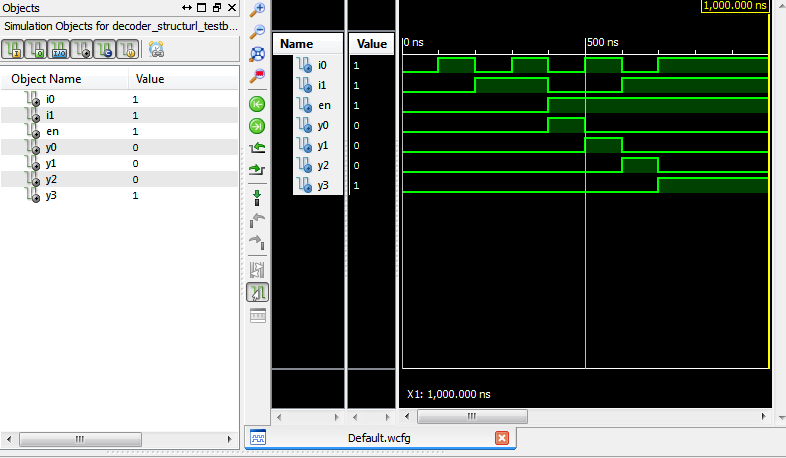 Objects
Simulation Objects for decoder_structurl_testb...
Object Name Value
i0 1
i1 1
en 1
y0 0
y1 0
y2 0
y3 1
1,000.000 ns
Name Value
0 ns 500 ns
i0 1
i1 1
en 1
y0 0
y1 0
y2 0
y3 1
X1: 1,000.000 ns
Default.wcfg